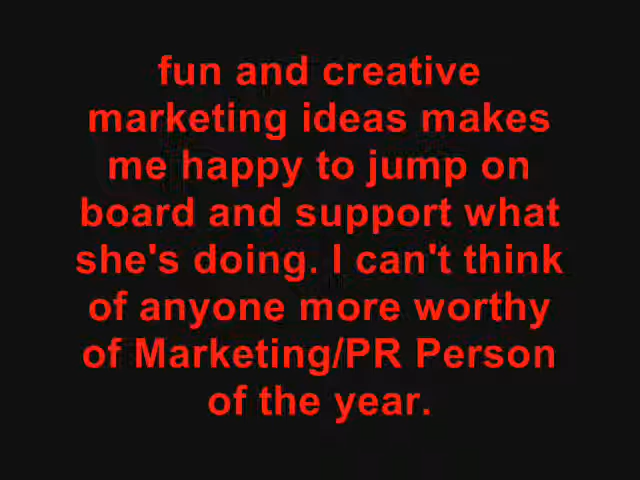 fun and creative
marketing ideas makes
me happy to jump on
board and support what
she's doing. I can't think
of anyone more worthy
of Marketing/PR Person
of the year.